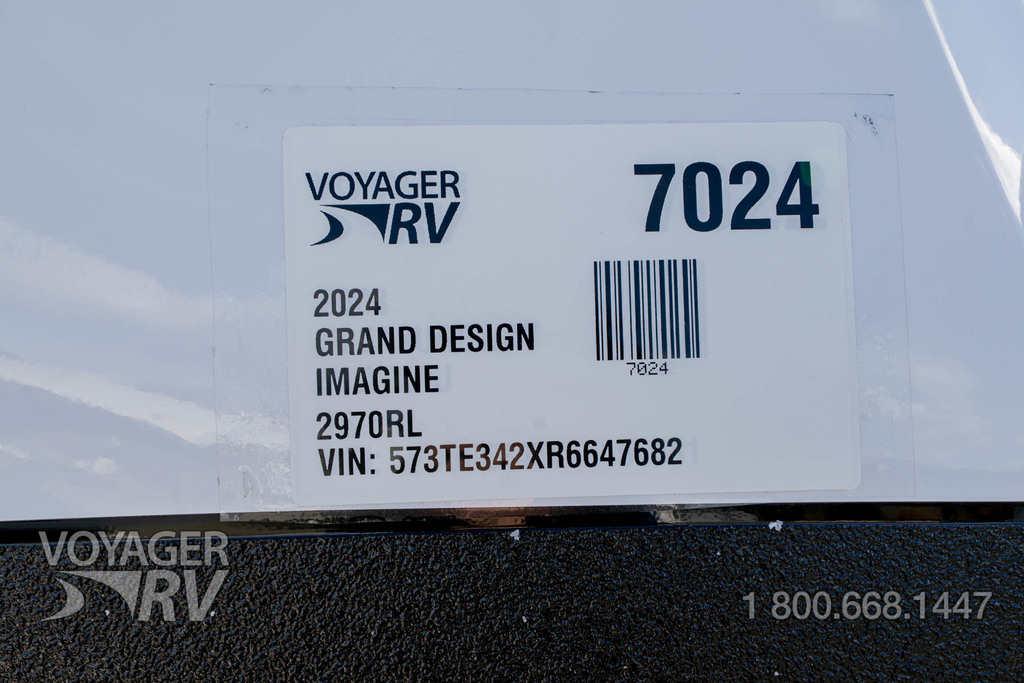 VOYAGER
RV
7024
2024
GRAND DESIGN
IMAGINE
2970RL
VIN: 573TE342XR6647682
7024
VOYAGER
RV
1 800.668.1447